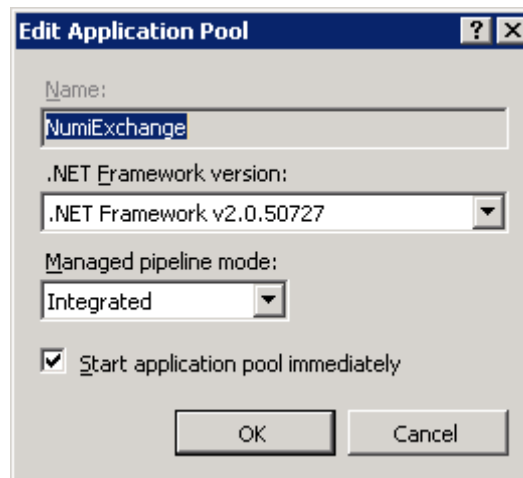 Edit Application Pool
?
Name:
NumiExchange
.NET Framework version:
.NET Framework v2.0.50727
Managed pipeline mode:
Integrated
Start application pool immediately
OK Cancel